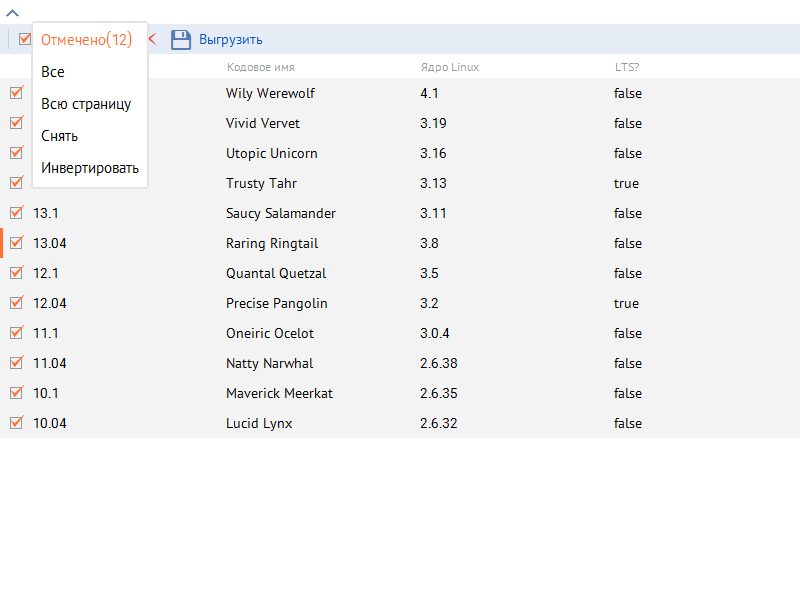 Отмечено(12) Выгрузить
Все
Всю страницу
Снять
Инвертировать
Кодовое имя Ядро Linux LTS?
Wily Werewolf 4.1 false
Vivid Vervet 3.19 false
Utopic Unicorn 3.16 false
Trusty Tahr 3.13 true
13.1 Saucy Salamander 3.11 false
13.04 Raring Ringtail 3.8 false
12.1 Quantal Quetzal 3.5 false
12.04 Precise Pangolin 3.2 true
11.1 Oneiric Ocelot 3.0.4 false
11.04 Natty Narwhal 2.6.38 false
10.1 Maverick Meerkat 2.6.35 false
10.04 Lucid Lynx 2.6.32 false